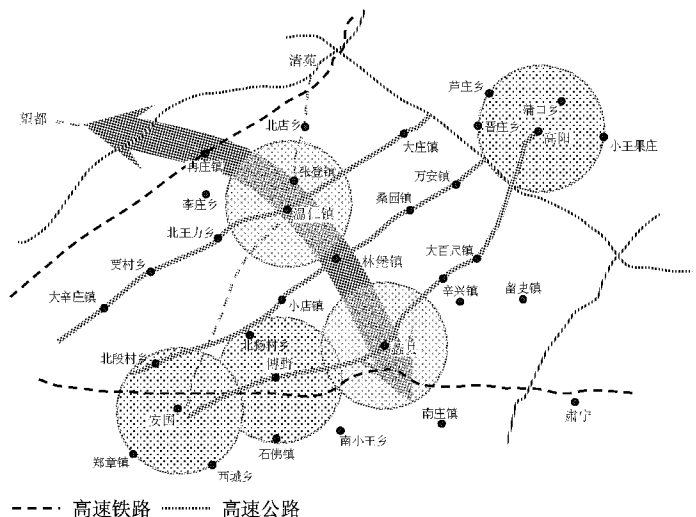 清苑
望都
芦庄乡
蒲口乡
北店乡
晋庄乡
高阳
大庄镇
小王果庄
冉庄镇
张登镇
万安镇
李庄乡
桑园镇
温仁镇
北王力乡
大百尺镇
贾村乡
林堡镇
辛兴镇
留史镇
大辛庄镇
小店镇
北杨村乡
蠡县
北段村乡
博野
安国
南庄镇
肃宁
南小王乡
郑章镇
石佛镇
西城乡
高速铁路
高速公路